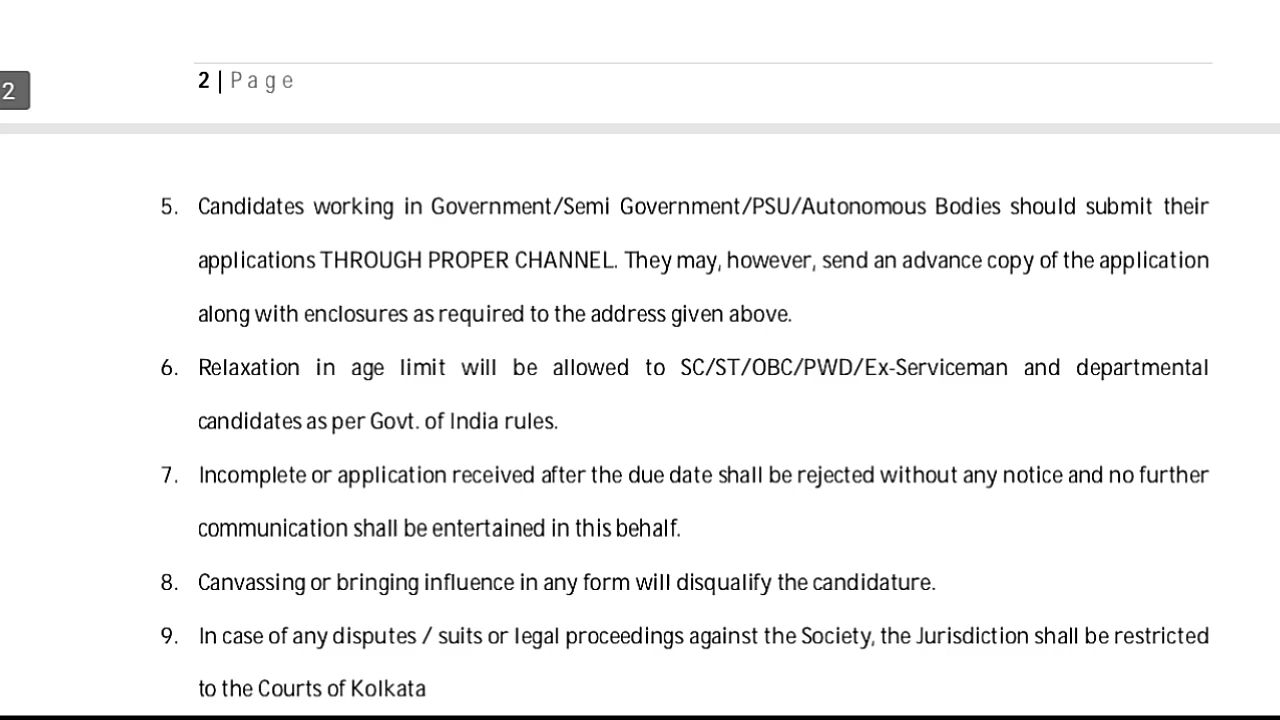 2 | Page
2
5. Candidates working in Government/Semi Government/PSU/Autonomous Bodies should submit their
applications THROUGH PROPER CHANNEL. They may, however, send an advance copy of the application
along with enclosures as required to the address given above.
6. Relaxation in age limit will be allowed to SC/ST/OBC/PWD/Ex-Serviceman and departmental
candidates as per Govt. of India rules.
7. Incomplete or application received after the due date shall be rejected without any notice and no further
communication shall be entertained in this behalf.
8. Canvassing or bringing influence in any form will disqualify the candidature.
9. In case of any disputes / suits or legal proceedings against the Society, the Jurisdiction shall be restricted
to the Courts of Kolkata